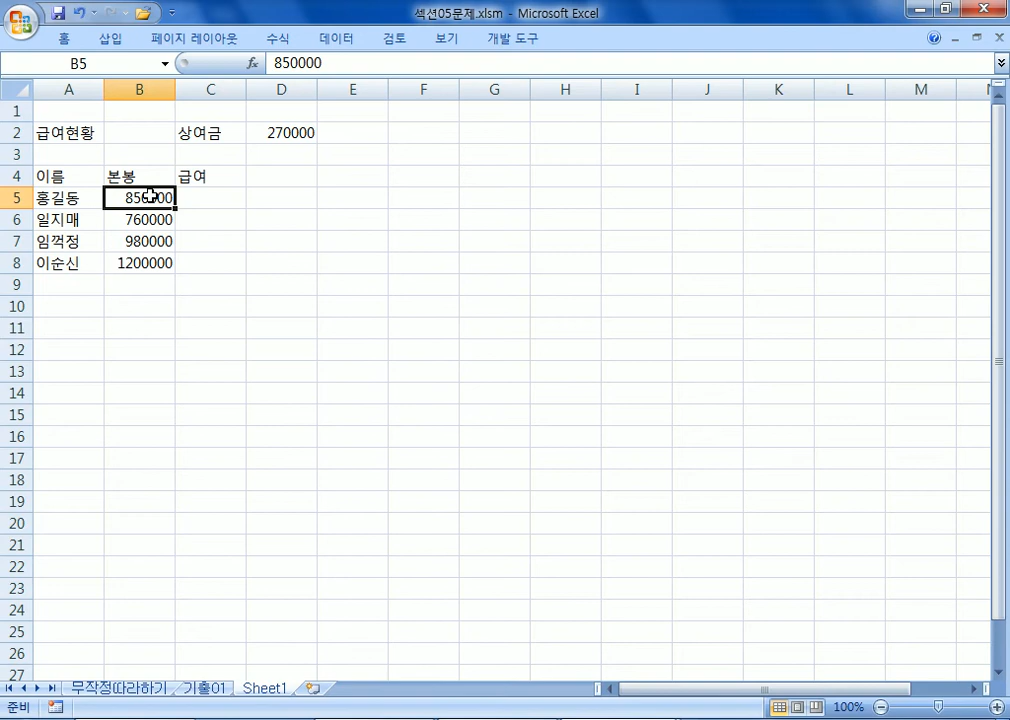 섹션05문제.xlsm - Microsoft Excel
홈 삽입 페이지 레이아웃 수식 데이터 검토 보기 개발 도구
B5 fx 850000
A B C D E F G H I J K L M
1
2 급여현황 상여금 270000
3
4 이름 본봉 급여
5 홍길동 850000
6 일지매 760000
7 임꺽정 980000
8 이순신 1200000
9
10
11
12
13
14
15
16
17
18
19
20
21
22
23
24
25
26
27
무작정따라하기 기출01 Sheet1
준비 100%